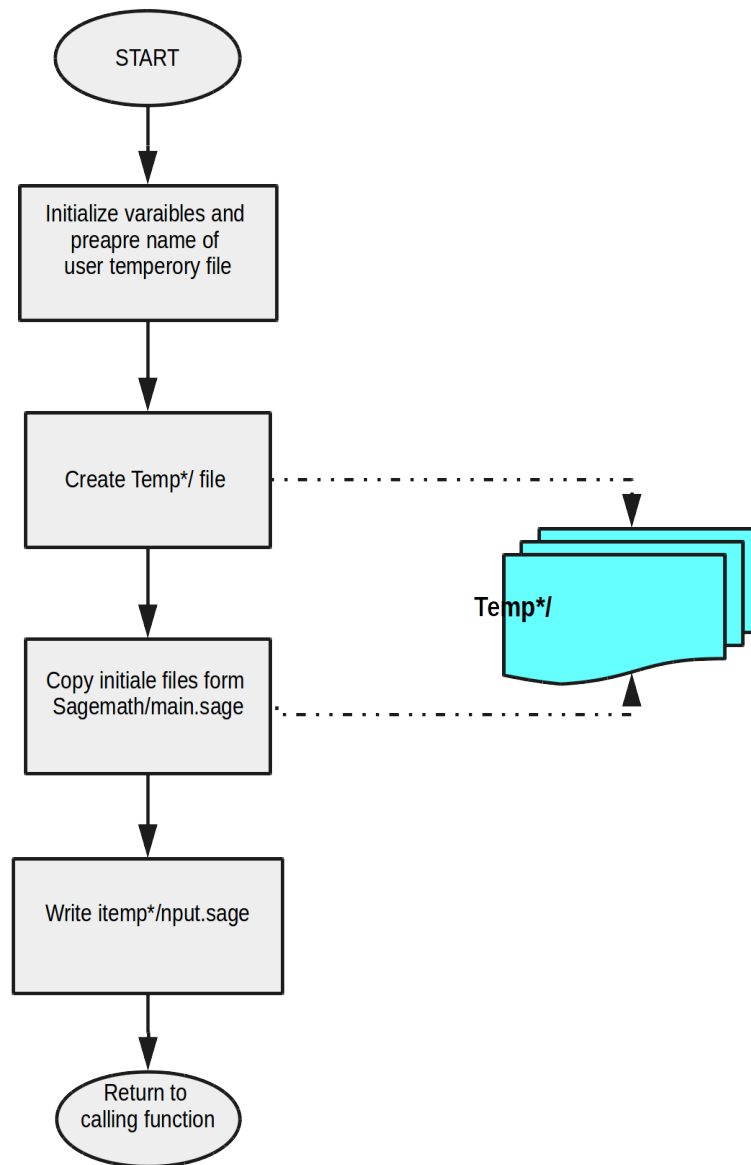 START
Initialize varaibles and
preapre name of
user temperory file
Create Temp*/ file
Temp*/
Copy initiale files form
Sagemath/main.sage
Write itemp*/nput.sage
Return to
calling function